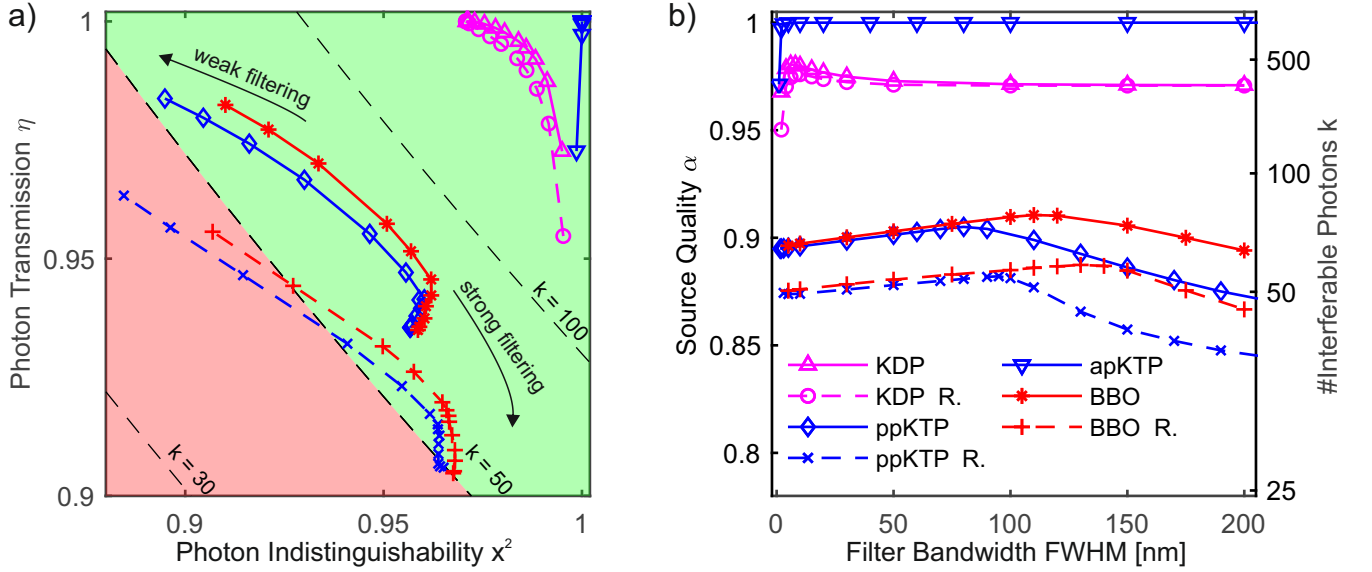 a)
1
0.95
0.9
Photon Transmission η
weak filtering
strong filtering
k = 100
k = 50
k = 30
0.9
0.95
1
Photon Indistinguishability x²
b)
1
0.95
0.9
0.85
0.8
Source Quality α
500
100
50
25
#Interferable Photons k
KDP
KDP R.
ppKTP
ppKTP R.
apKTP
BBO
BBO R.
0
50
100
150
200
Filter Bandwidth FWHM [nm]